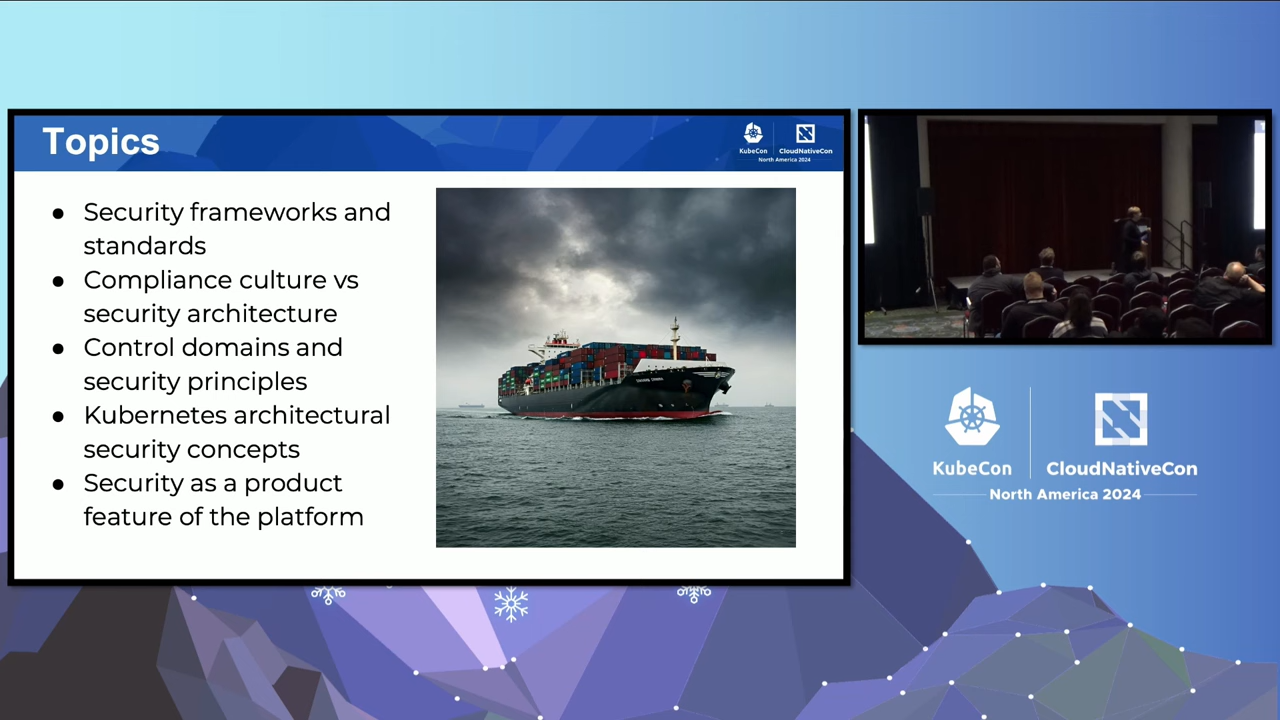 Topics
KubeCon
CloudNativeCon
North America 2024
● Security frameworks and
standards
● Compliance culture vs
security architecture
● Control domains and
security principles
● Kubernetes architectural
security concepts
● Security as a product
feature of the platform
KubeCon
CloudNativeCon
North America 2024